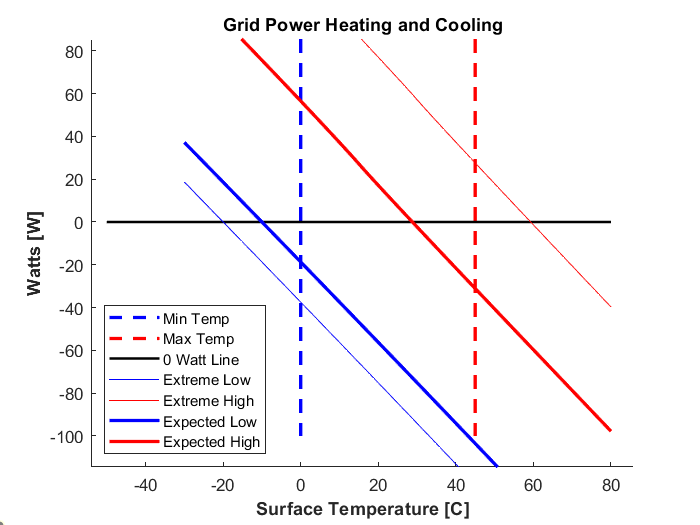 Grid Power Heating and Cooling
80
60
40
20
0
-20
-40
-60
-80
-100
Watts [W]
Min Temp
Max Temp
0 Watt Line
Extreme Low
Extreme High
Expected Low
Expected High
-40
-20
0
20
40
60
80
Surface Temperature [C]